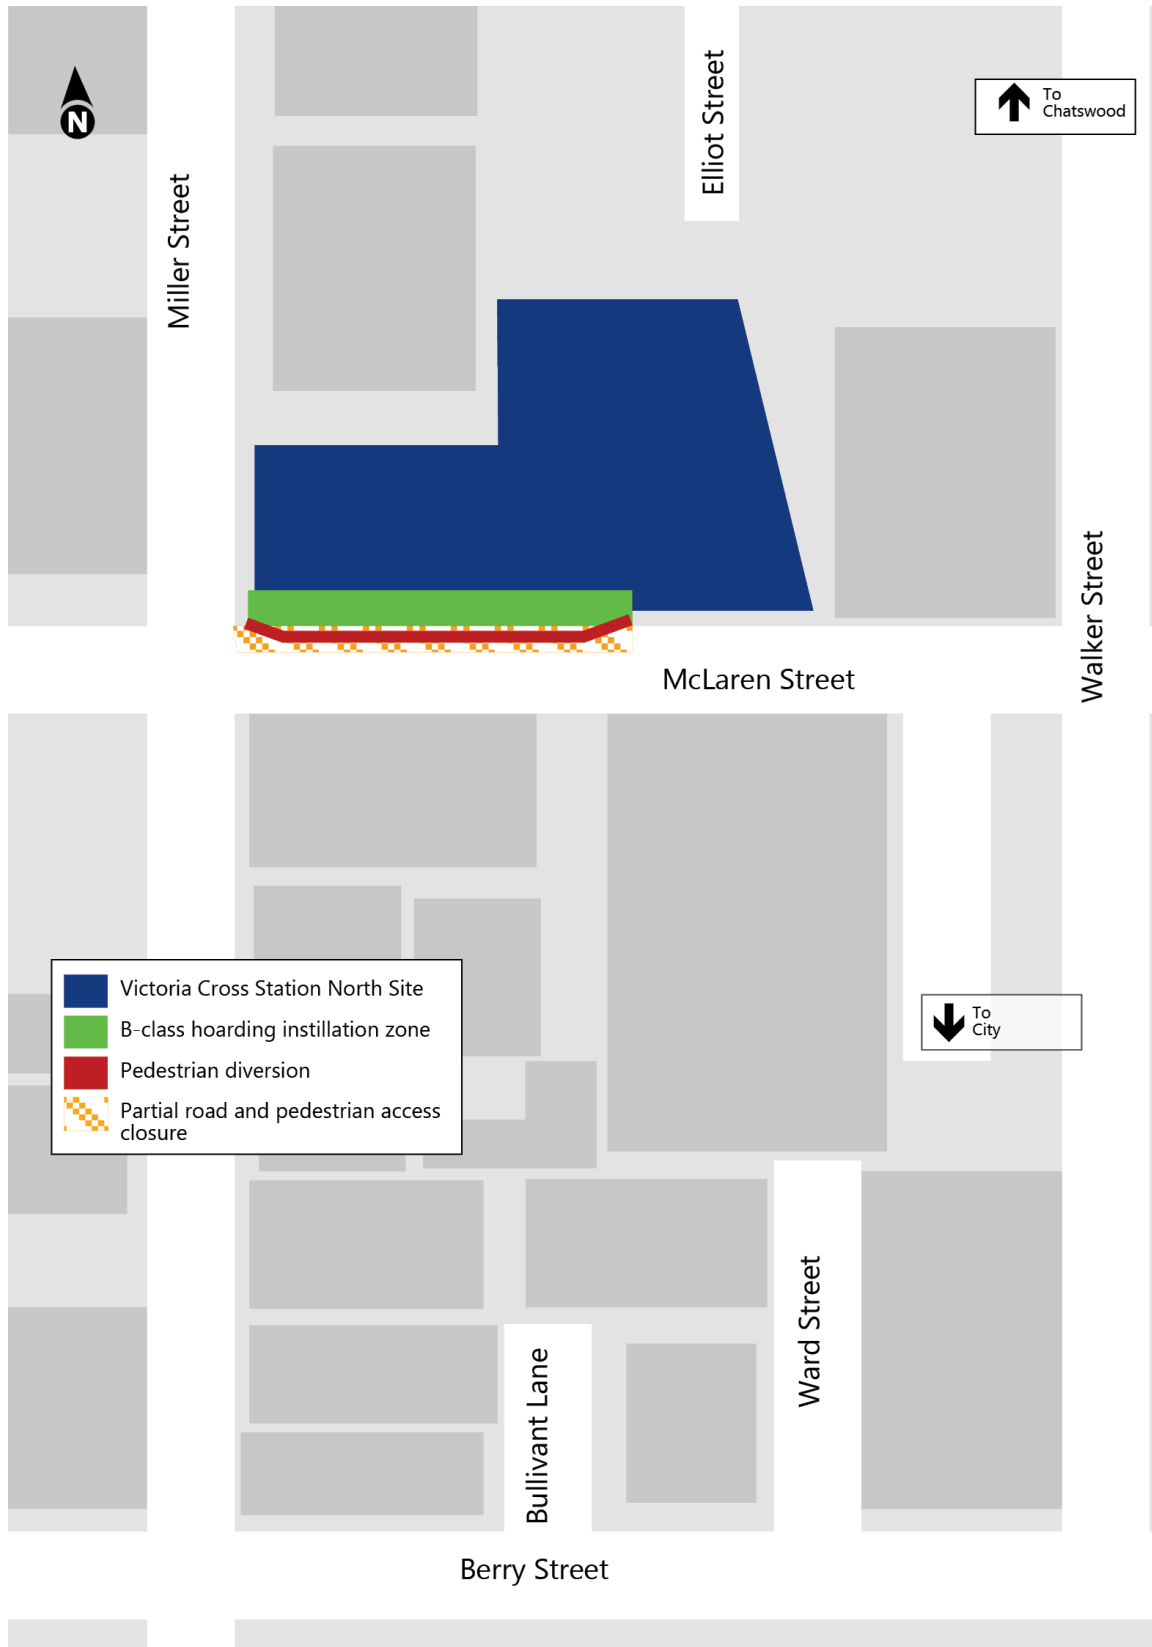 Elliot Street
To
Chatswood
N
Miller Street
Walker Street
McLaren Street
Victoria Cross Station North Site
B-class hoarding instillation zone
Pedestrian diversion
Partial road and pedestrian access
closure
To
City
Ward Street
Bullivant Lane
Berry Street